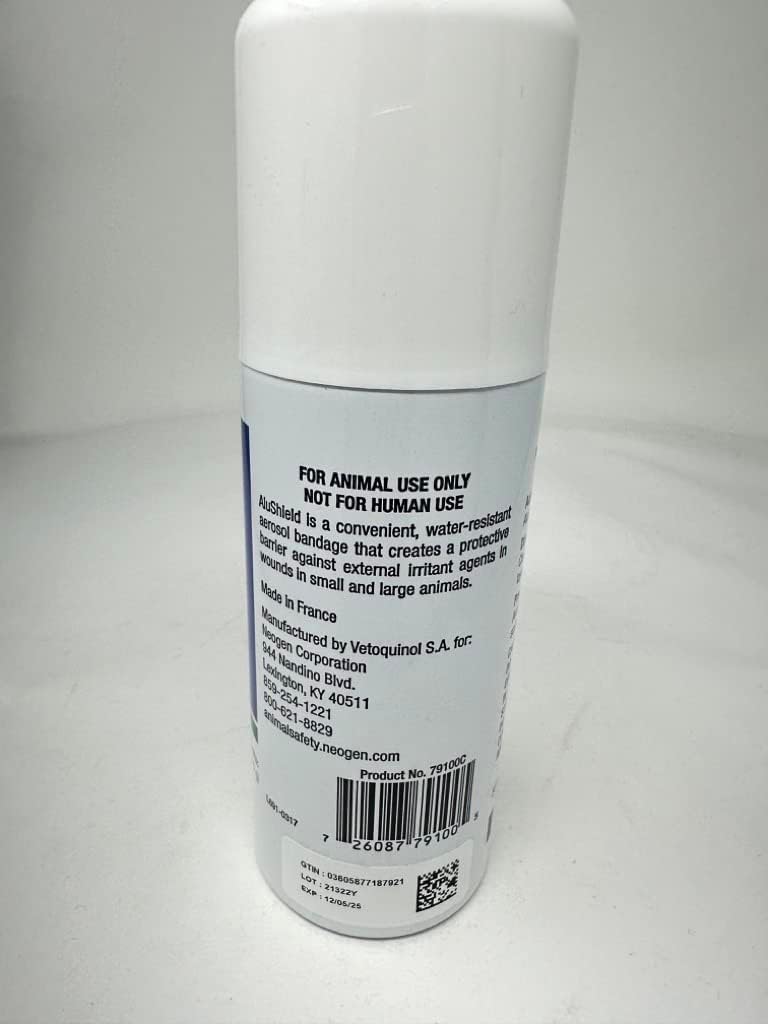 FOR ANIMAL USE ONLY
NOT FOR HUMAN USE
AluShield is a convenient, water-resistant
aerosol bandage that creates a protective
barrier against external irritant agents in
wounds in small and large animals.
Made in France
Manufactured by Vetoquinol S.A. for:
Neogen Corporation
944 Nandino Blvd.
Lexington, KY 40511
859-254-1221
800-621-8829
animalsafety.neogen.com
Product No. 79100C
L691-0317
7 26087 79100 5
GTIN : 03605877187921
LOT : 21322Y
EXP : 12/05/25